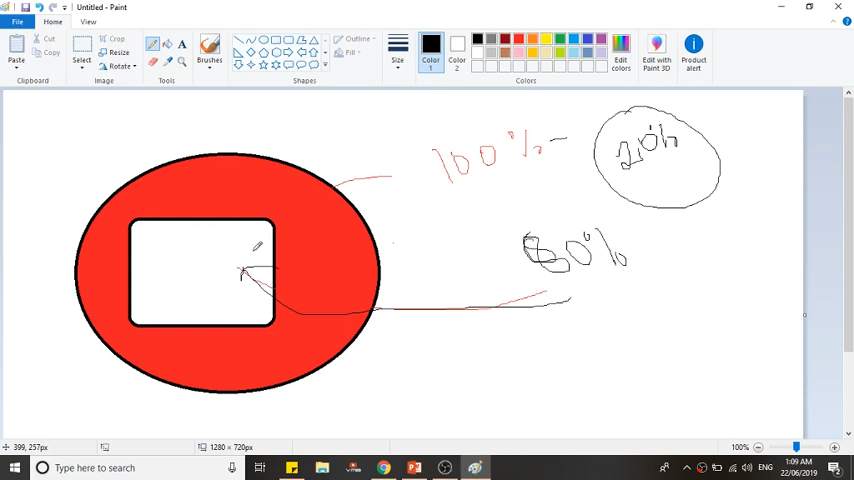 Untitled - Paint
File Home View
Paste
Cut
Copy
Clipboard
Select
Crop
Resize
Rotate
Image
Tools
Brushes
Shapes
Outline
Fill
Size
Color 1
Color 2
Colors
Edit colors
Edit with Paint 3D
Product alert
100% - 20%
80%
399, 257px
1280 × 720px
100%
Type here to search
ENG
1:09 AM
22/06/2019